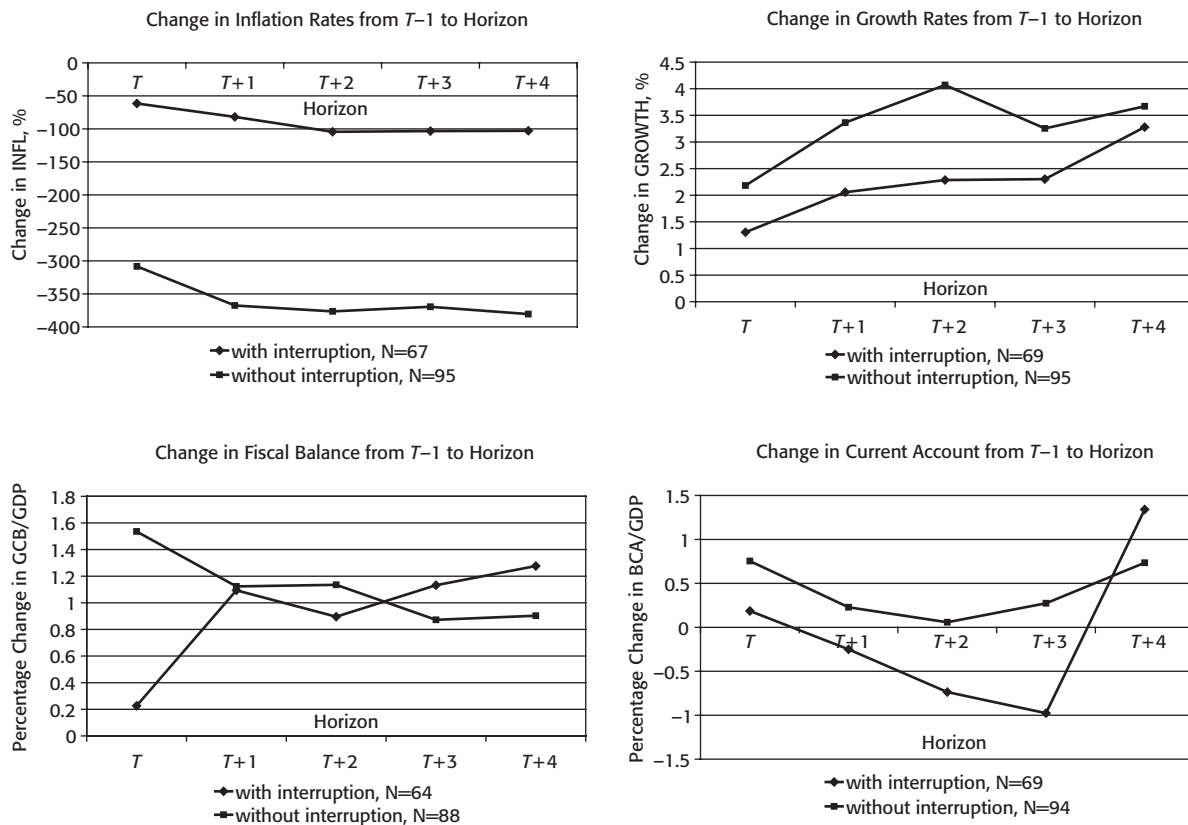 Change in Inflation Rates from T–1 to Horizon
0
−50
−100
−150
−200
−250
−300
−350
−400
Change in INFL, %
T T+1 T+2 T+3 T+4
Horizon
with interruption, N=67
without interruption, N=95
Change in Growth Rates from T–1 to Horizon
4.5
4
3.5
3
2.5
2
1.5
1
0.5
0
Change in GROWTH, %
Horizon
T T+1 T+2 T+3 T+4
with interruption, N=69
without interruption, N=95
Change in Fiscal Balance from T–1 to Horizon
1.8
1.6
1.4
1.2
1
0.8
0.6
0.4
0.2
0
Percentage Change in GCB/GDP
Horizon
T T+1 T+2 T+3 T+4
with interruption, N=64
without interruption, N=88
Change in Current Account from T–1 to Horizon
1.5
1
0.5
0
−0.5
−1
−1.5
Percentage Change in BCA/GDP
T T+1 T+2 T+3 T+4
Horizon
with interruption, N=69
without interruption, N=94